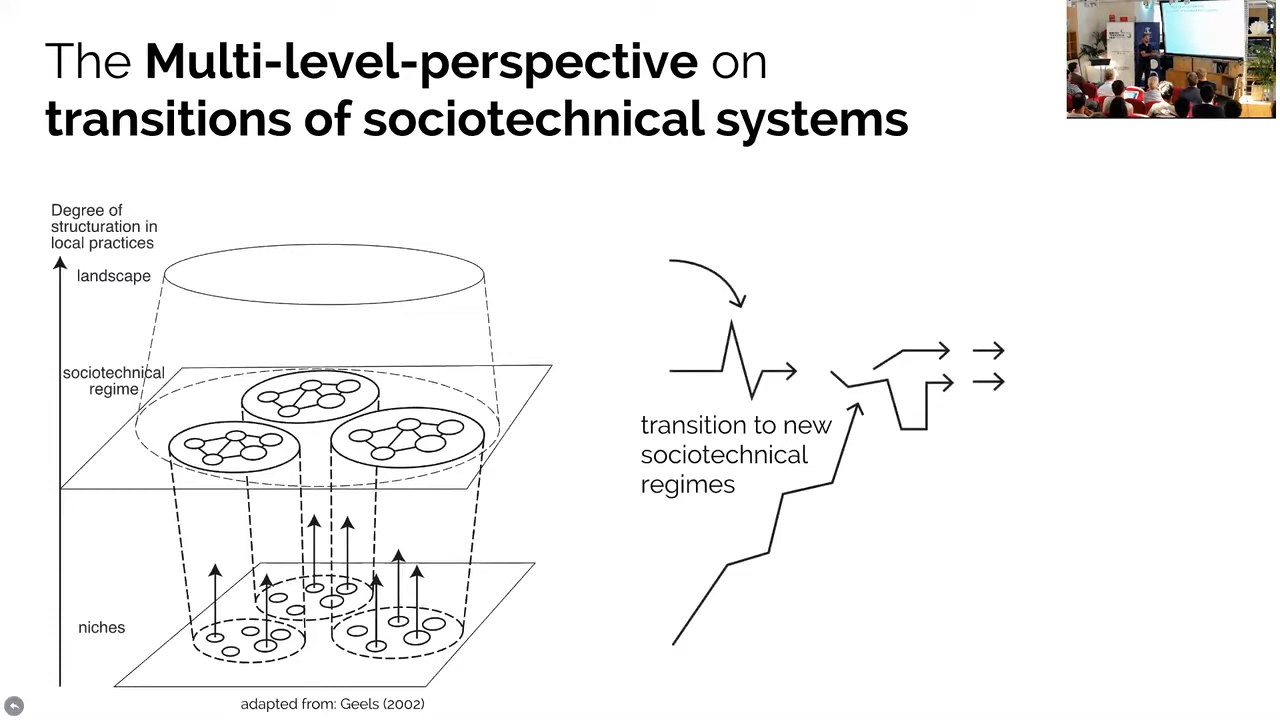 The Multi-level-perspective on
transitions of sociotechnical systems
Degree of
structuration in
local practices
landscape
sociotechnical
regime
niches
adapted from: Geels (2002)
transition to new
sociotechnical
regimes